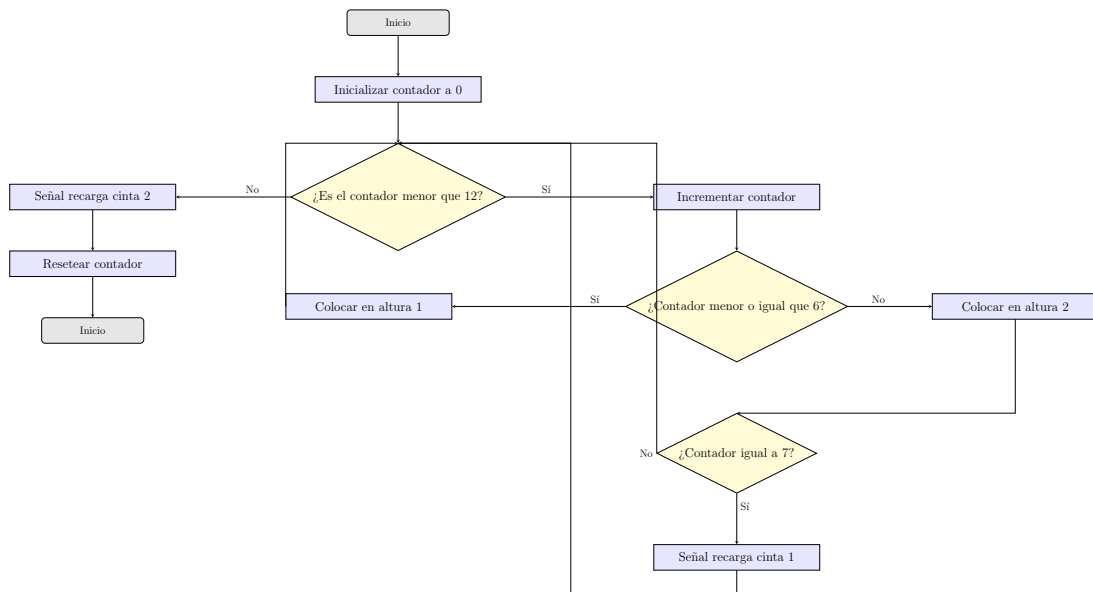 Inicio
Inicializar contador a 0
¿Es el contador menor que 12?
No
Sí
Señal recarga cinta 2
Incrementar contador
Resetear contador
Inicio
Colocar en altura 1
Sí
¿Contador menor o igual que 6?
No
Colocar en altura 2
¿Contador igual a 7?
No
Sí
Señal recarga cinta 1